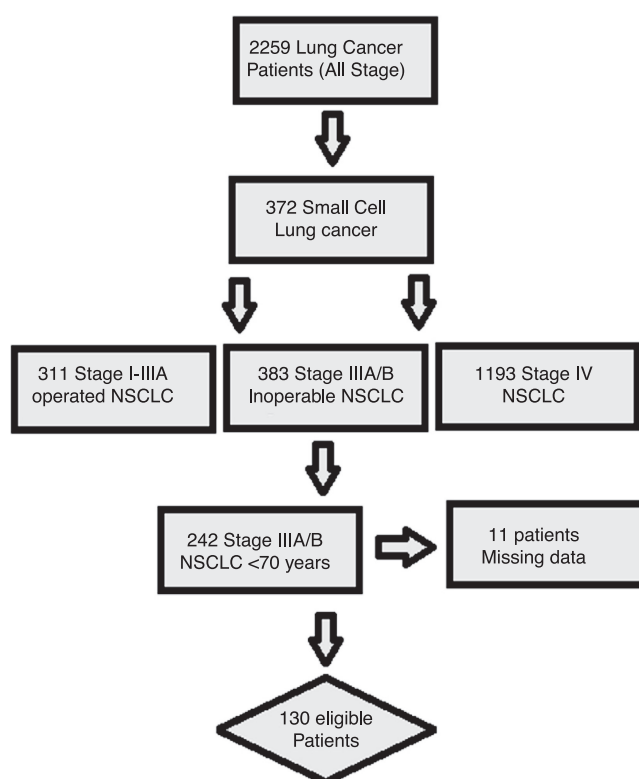 2259 Lung Cancer
Patients (All Stage)
372 Small Cell
Lung cancer
311 Stage I-IIIA
operated NSCLC
383 Stage IIIA/B
Inoperable NSCLC
1193 Stage IV
NSCLC
242 Stage IIIA/B
NSCLC <70 years
11 patients
Missing data
130 eligible
Patients